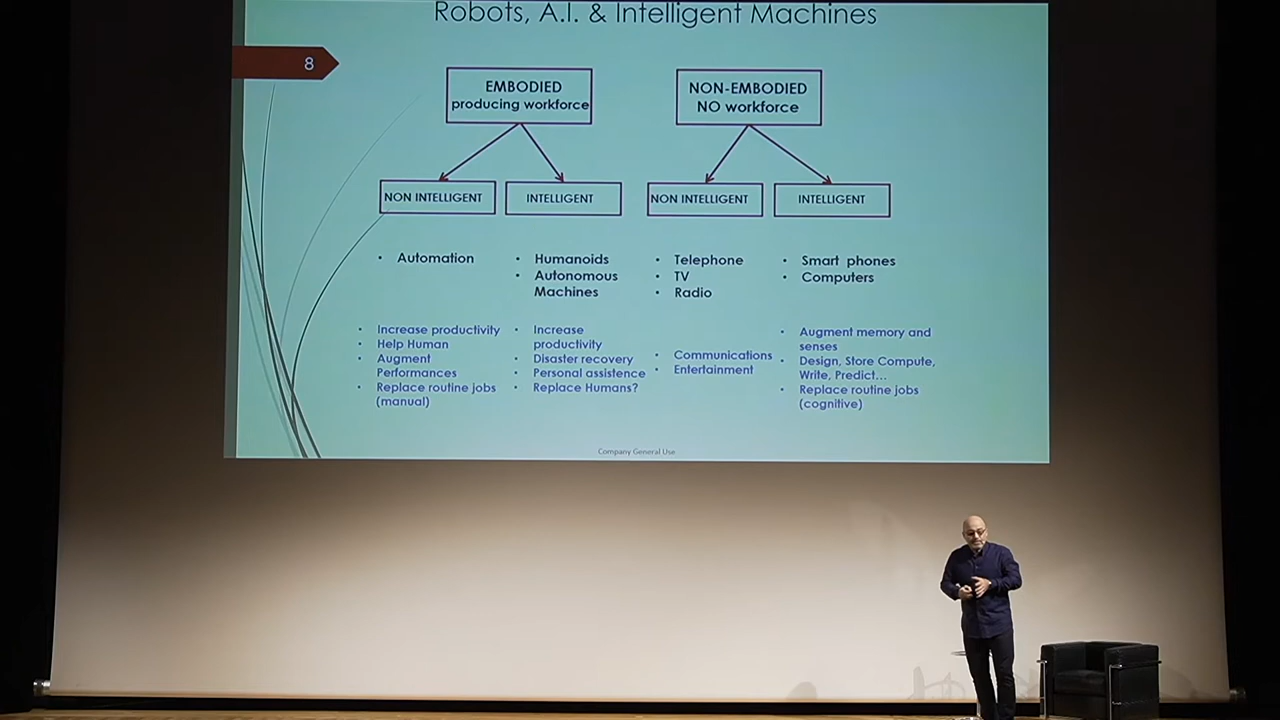 Robots, A.I. & Intelligent Machines
8
EMBODIED
producing workforce
NON-EMBODIED
NO workforce
NON INTELLIGENT
INTELLIGENT
NON INTELLIGENT
INTELLIGENT
• Automation
• Humanoids
• Autonomous
Machines
• Telephone
• TV
• Radio
• Smart phones
• Computers
• Increase productivity
• Help Human
• Augment
Performances
• Replace routine jobs
(manual)
• Increase
productivity
• Disaster recovery
• Personal assistence
• Replace Humans?
• Communications
• Entertainment
• Augment memory and
senses
• Design, Store Compute,
Write, Predict...
• Replace routine jobs
(cognitive)
Company General Use